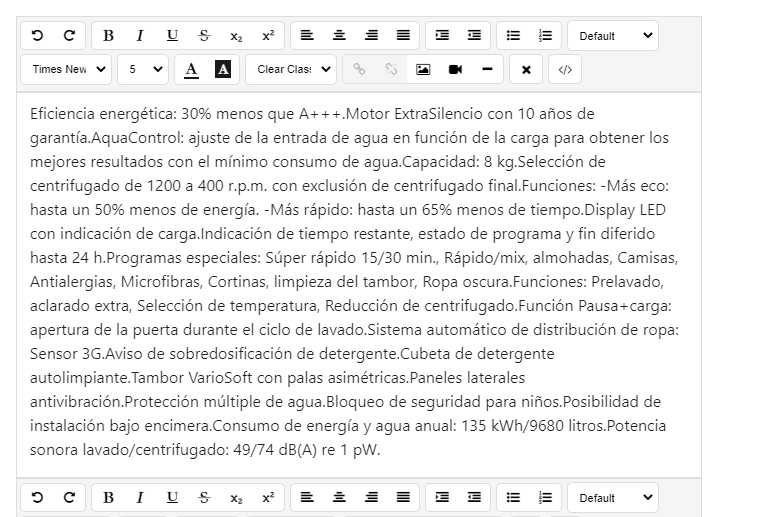 B I U S x₂ x² Default
Times New 5 A A Clear Class </>
Eficiencia energética: 30% menos que A+++.Motor ExtraSilencio con 10 años de
garantía.AquaControl: ajuste de la entrada de agua en función de la carga para obtener los
mejores resultados con el mínimo consumo de agua.Capacidad: 8 kg.Selección de
centrifugado de 1200 a 400 r.p.m. con exclusión de centrifugado final.Funciones: -Más eco:
hasta un 50% menos de energía. -Más rápido: hasta un 65% menos de tiempo.Display LED
con indicación de carga.Indicación de tiempo restante, estado de programa y fin diferido
hasta 24 h.Programas especiales: Súper rápido 15/30 min., Rápido/mix, almohadas, Camisas,
Antialergias, Microfibras, Cortinas, limpieza del tambor, Ropa oscura.Funciones: Prelavado,
aclarado extra, Selección de temperatura, Reducción de centrifugado.Función Pausa+carga:
apertura de la puerta durante el ciclo de lavado.Sistema automático de distribución de ropa:
Sensor 3G.Aviso de sobredosificación de detergente.Cubeta de detergente
autolimpiante.Tambor VarioSoft con palas asimétricas.Paneles laterales
antivibración.Protección múltiple de agua.Bloqueo de seguridad para niños.Posibilidad de
instalación bajo encimera.Consumo de energía y agua anual: 135 kWh/9680 litros.Potencia
sonora lavado/centrifugado: 49/74 dB(A) re 1 pW.
B I U S x₂ x² Default